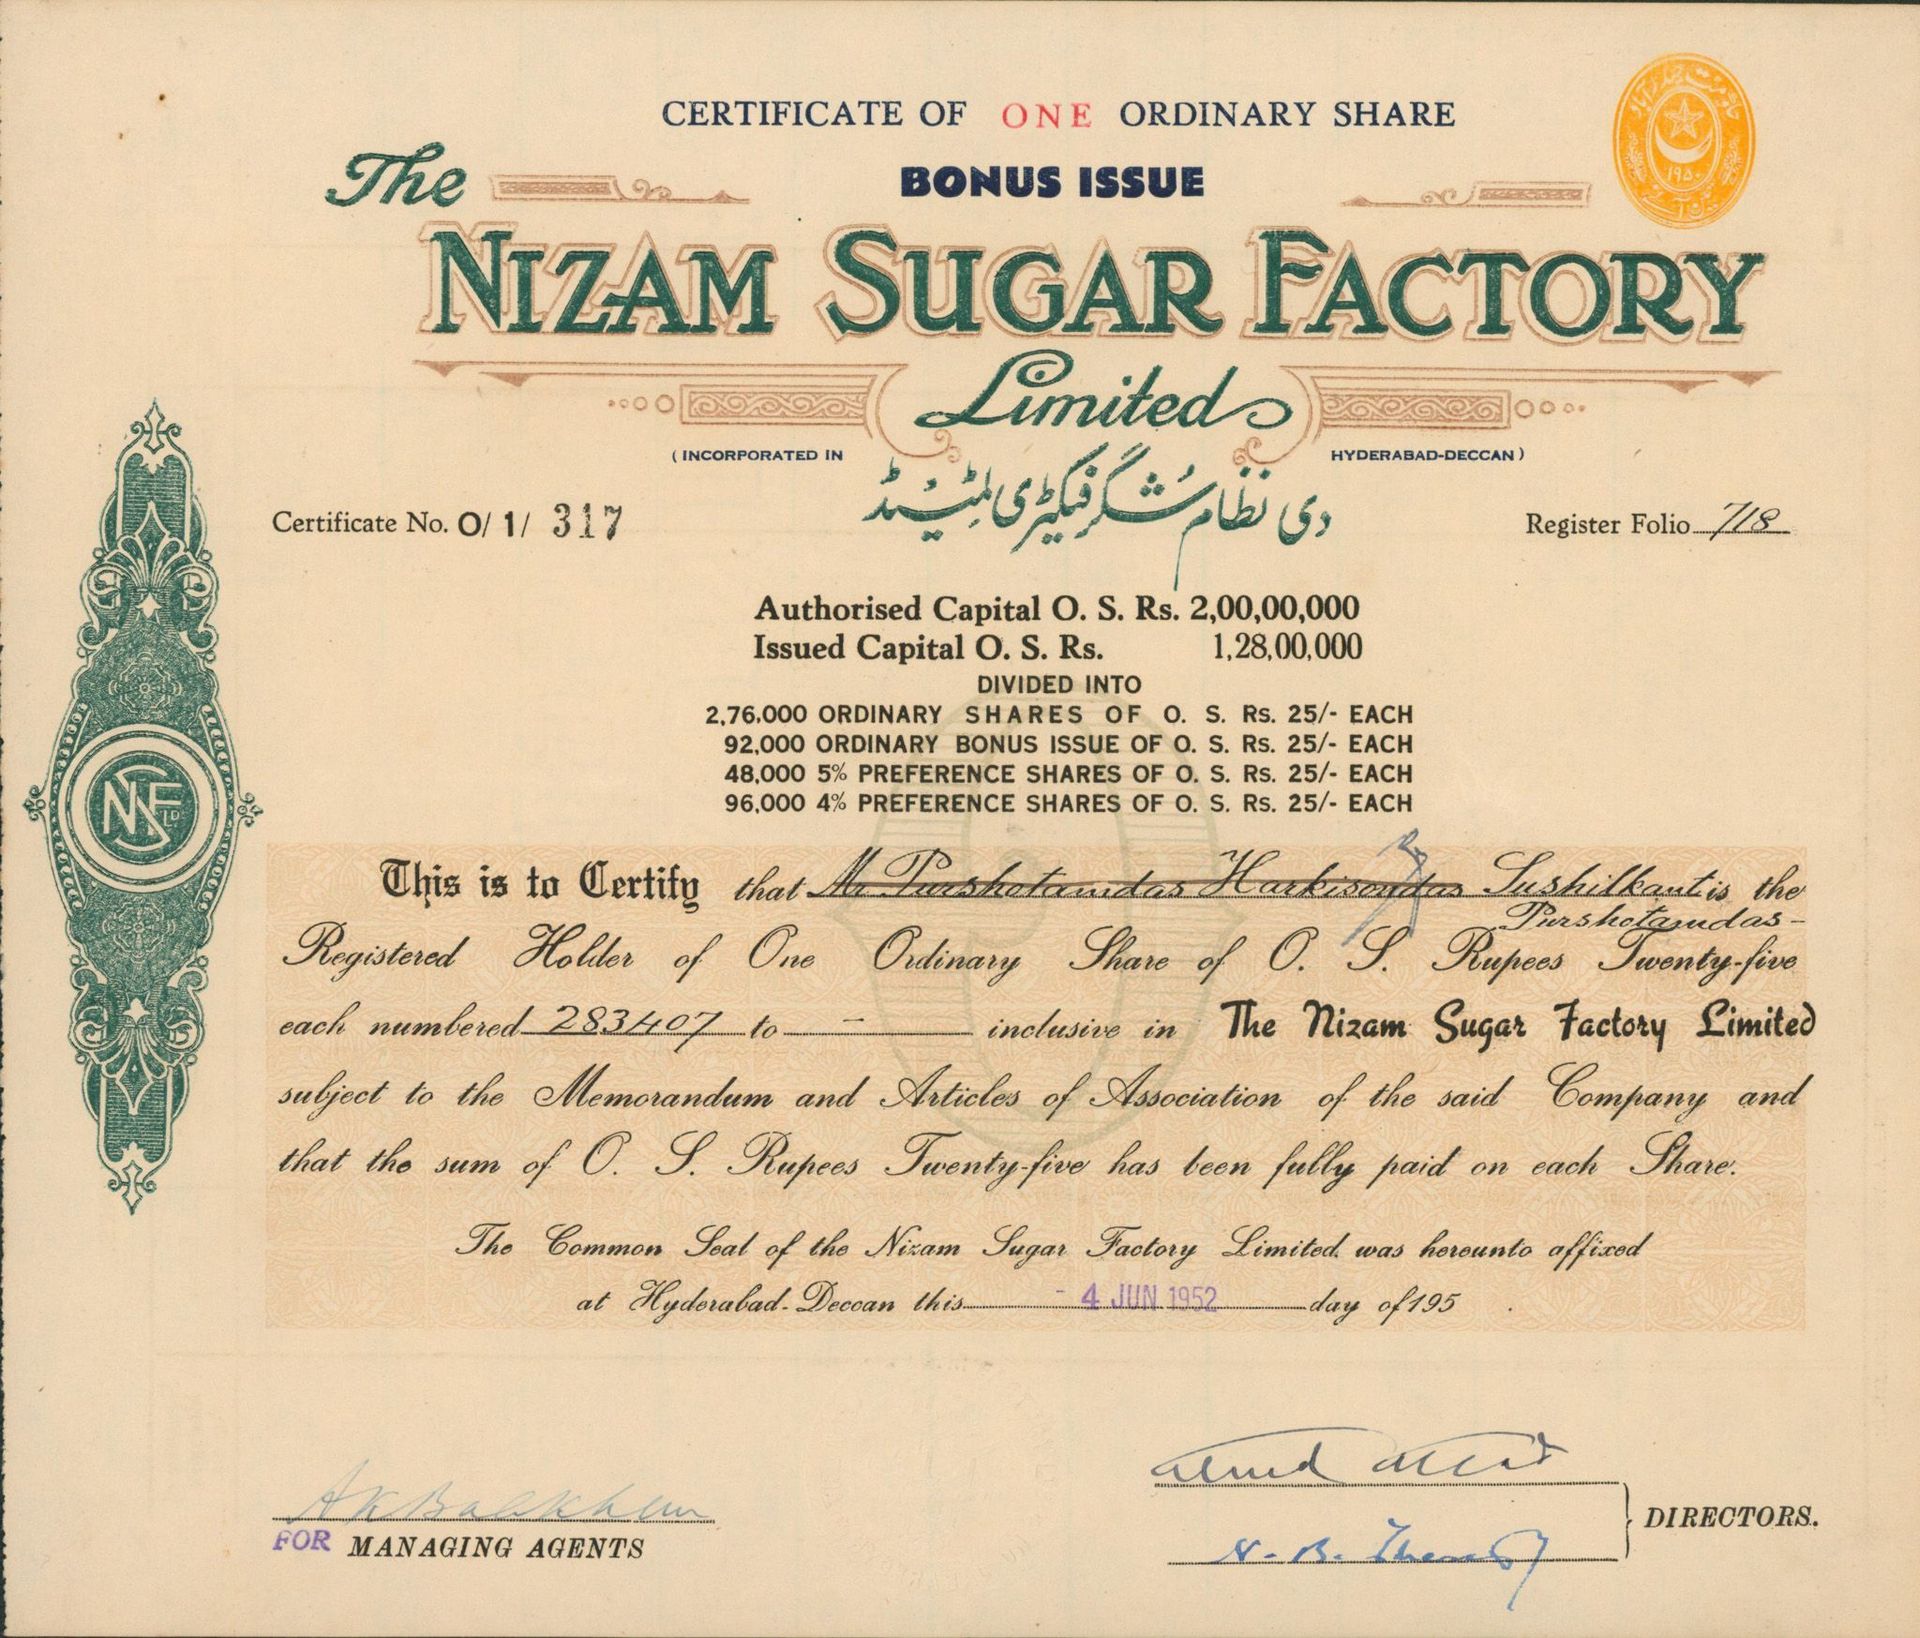 CERTIFICATE OF ONE ORDINARY SHARE
BONUS ISSUE
The
NIZAM SUGAR FACTORY
Limited
(INCORPORATED IN HYDERABAD-DECCAN)
دی نظام شگر فیکٹری لمیٹیڈ
۱۹۵۰
Certificate No. O/ 1/ 317
Register Folio 718
Authorised Capital O. S. Rs. 2,00,00,000
Issued Capital O. S. Rs. 1,28,00,000
DIVIDED INTO
2,76,000 ORDINARY SHARES OF O. S. Rs. 25/- EACH
92,000 ORDINARY BONUS ISSUE OF O. S. Rs. 25/- EACH
48,000 5% PREFERENCE SHARES OF O. S. Rs. 25/- EACH
96,000 4% PREFERENCE SHARES OF O. S. Rs. 25/- EACH
NSF LD
This is to Certify that Mr Purshotamdas Harkisondas Sushilkant is the
Purshotamdas-
Registered Holder of One Ordinary Share of O. S. Rupees Twenty-five
each numbered 283407 to - inclusive in The Nizam Sugar Factory Limited
subject to the Memorandum and Articles of Association of the said Company and
that the sum of O. S. Rupees Twenty-five has been fully paid on each Share.
The Common Seal of the Nizam Sugar Factory Limited was hereunto affixed
at Hyderabad-Deccan this - 4 JUN 1952 day of 195 .
FOR MANAGING AGENTS
N. B.
DIRECTORS.